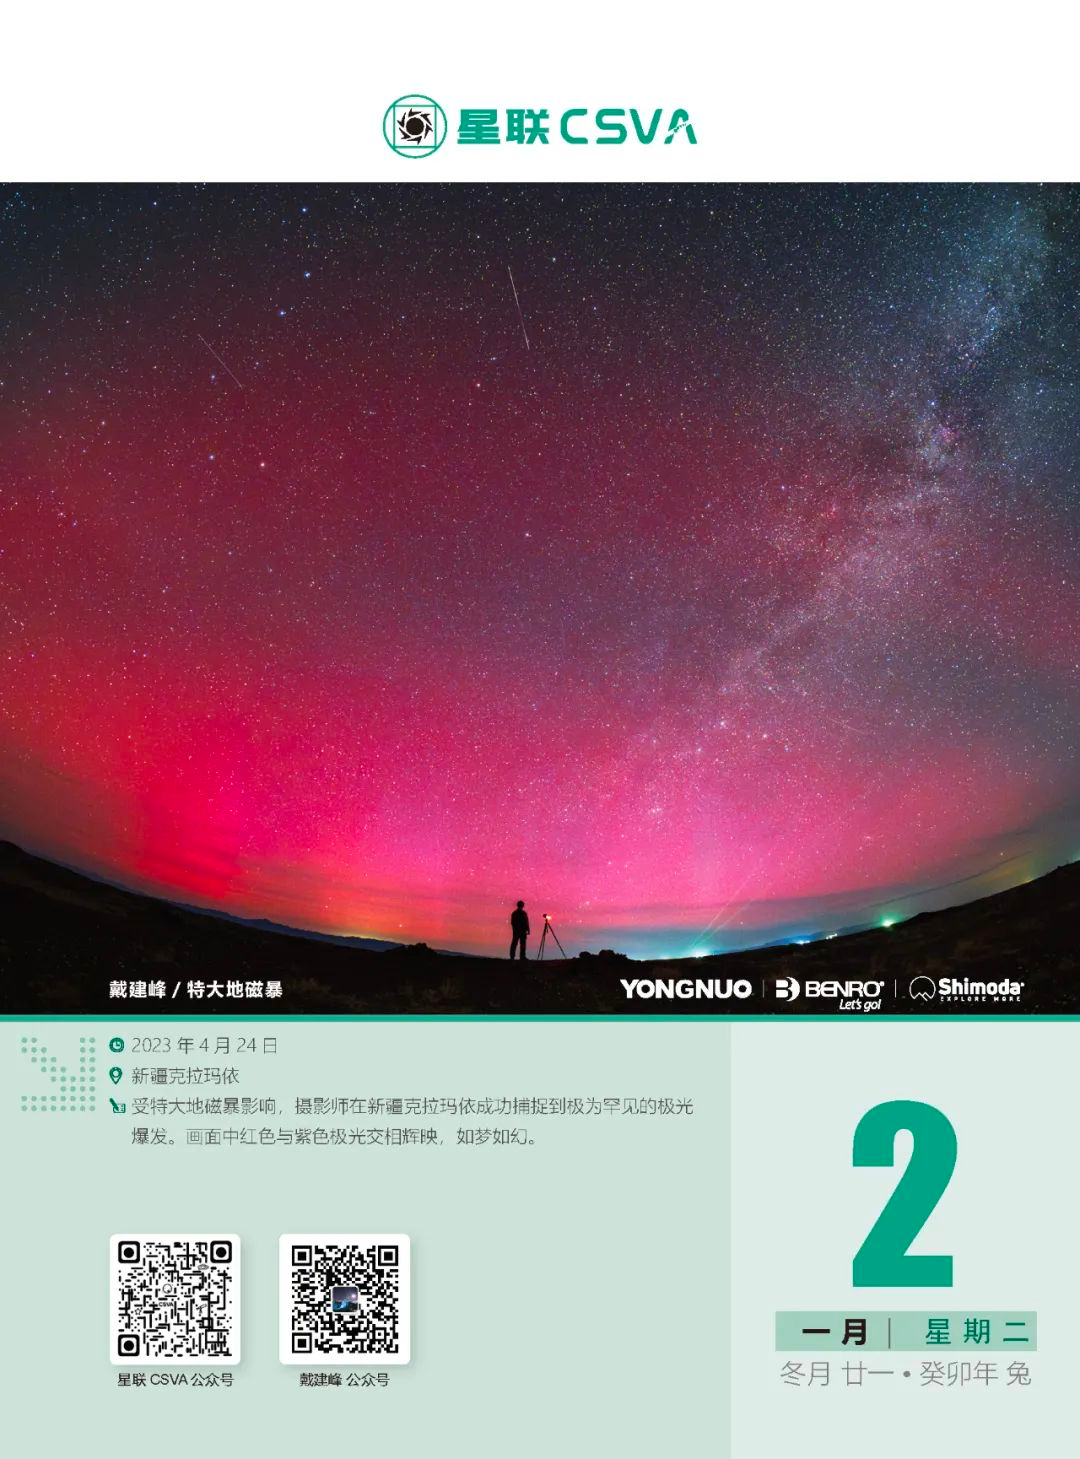 星联CSVA
戴建峰 / 特大地磁暴
YONGNUO | BENRO | Shimoda
Let's go!
EXPLORE MORE
2023 年 4 月 24 日
新疆克拉玛依
受特大地磁暴影响，摄影师在新疆克拉玛依成功捕捉到极为罕见的极光
爆发。画面中红色与紫色极光交相辉映，如梦如幻。
2
一月 | 星期二
冬月 廿一 • 癸卯年 兔
CSVA
星联 CSVA 公众号
戴建峰 公众号